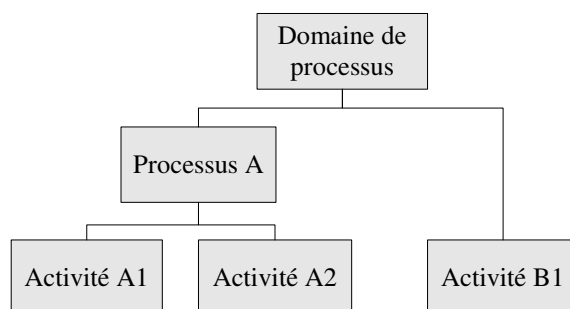 Domaine de
processus
Processus A
Activité A1
Activité A2
Activité B1